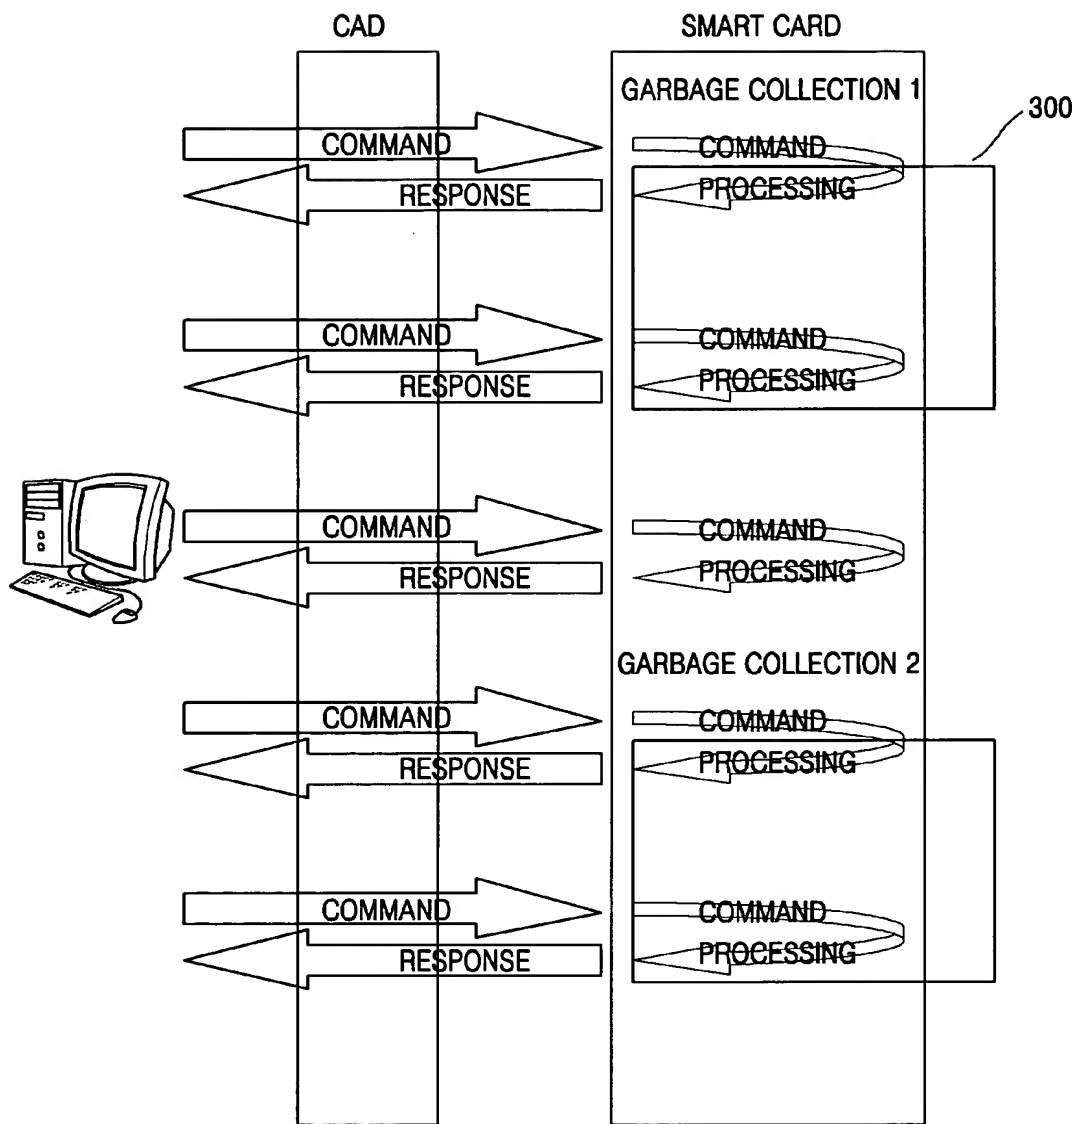 CAD
SMART CARD
GARBAGE COLLECTION 1
300
COMMAND
COMMAND
RESPONSE
PROCESSING
COMMAND
COMMAND
RESPONSE
PROCESSING
COMMAND
COMMAND
RESPONSE
PROCESSING
GARBAGE COLLECTION 2
COMMAND
COMMAND
RESPONSE
PROCESSING
COMMAND
COMMAND
RESPONSE
PROCESSING